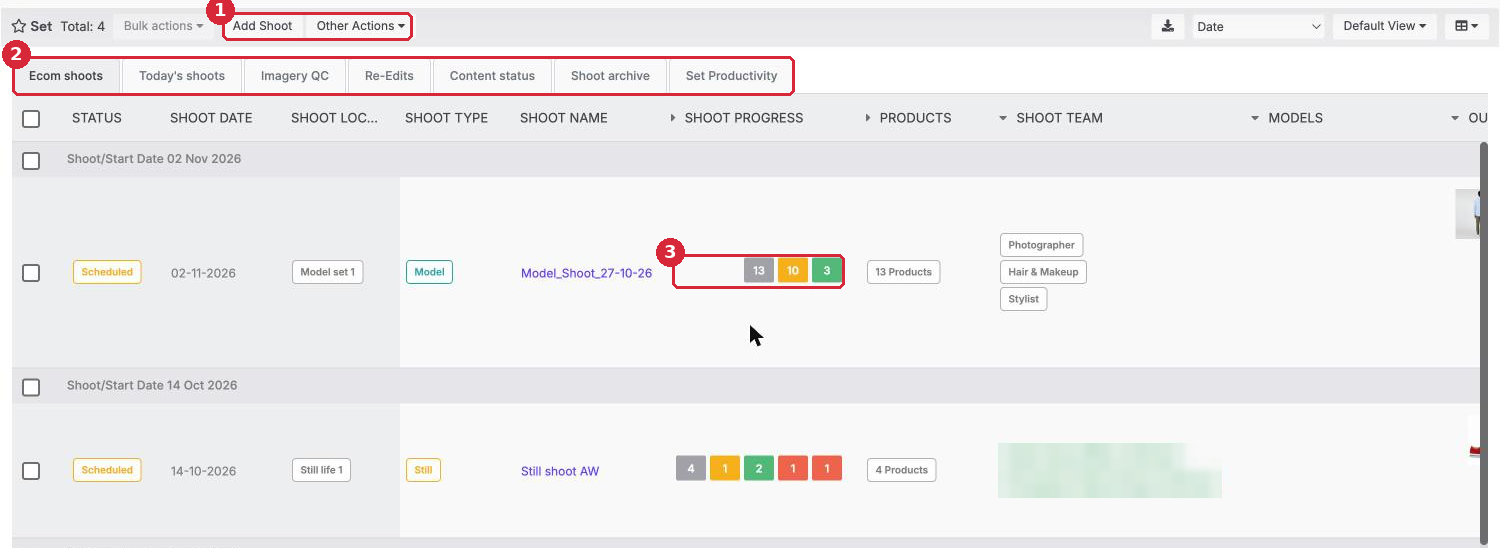 1
Set Total: 4 Bulk actions Add Shoot Other Actions Date Default View
2
Ecom shoots Today's shoots Imagery QC Re-Edits Content status Shoot archive Set Productivity
STATUS SHOOT DATE SHOOT LOC... SHOOT TYPE SHOOT NAME SHOOT PROGRESS PRODUCTS SHOOT TEAM MODELS OU
Shoot/Start Date 02 Nov 2026
3
Photographer
Scheduled 02-11-2026 Model set 1 Model Model_Shoot_27-10-26 13 10 3 13 Products Hair & Makeup
Stylist
Shoot/Start Date 14 Oct 2026
Scheduled 14-10-2026 Still life 1 Still Still shoot AW 4 1 2 1 1 4 Products